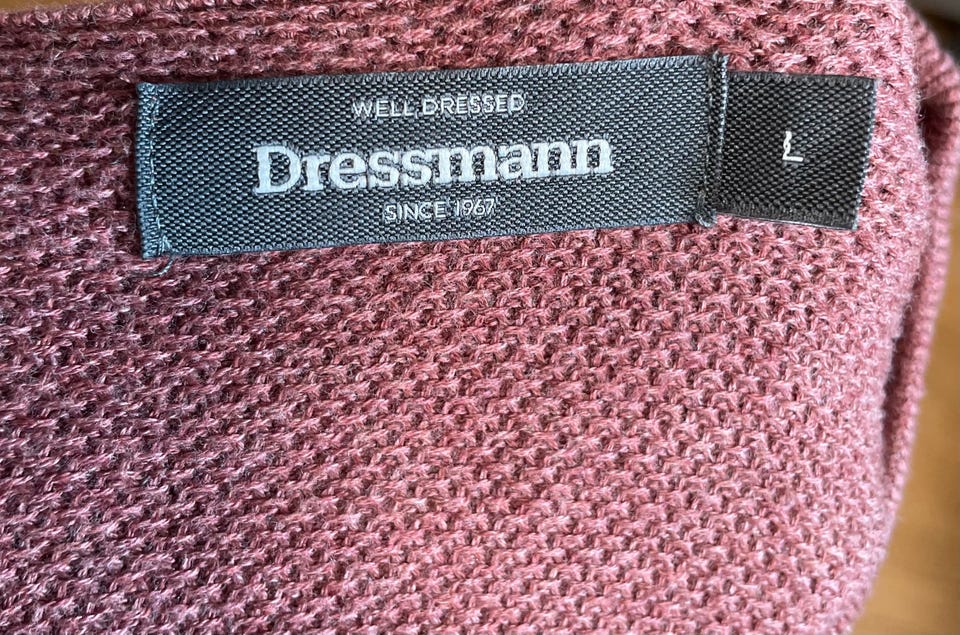 WELL DRESSED
Dressmann
SINCE 1967
L